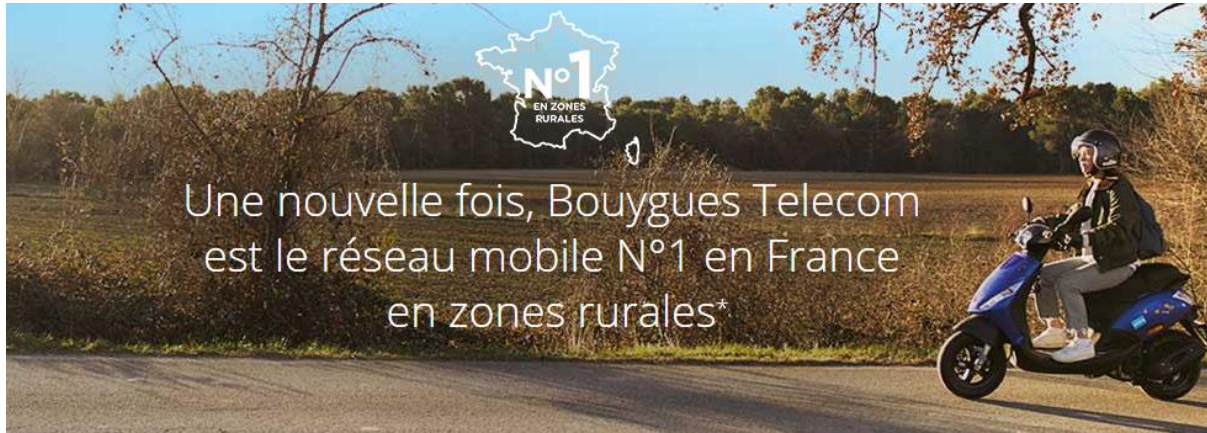 N°1
EN ZONES
RURALES
Une nouvelle fois, Bouygues Telecom
est le réseau mobile N°1 en France
en zones rurales*